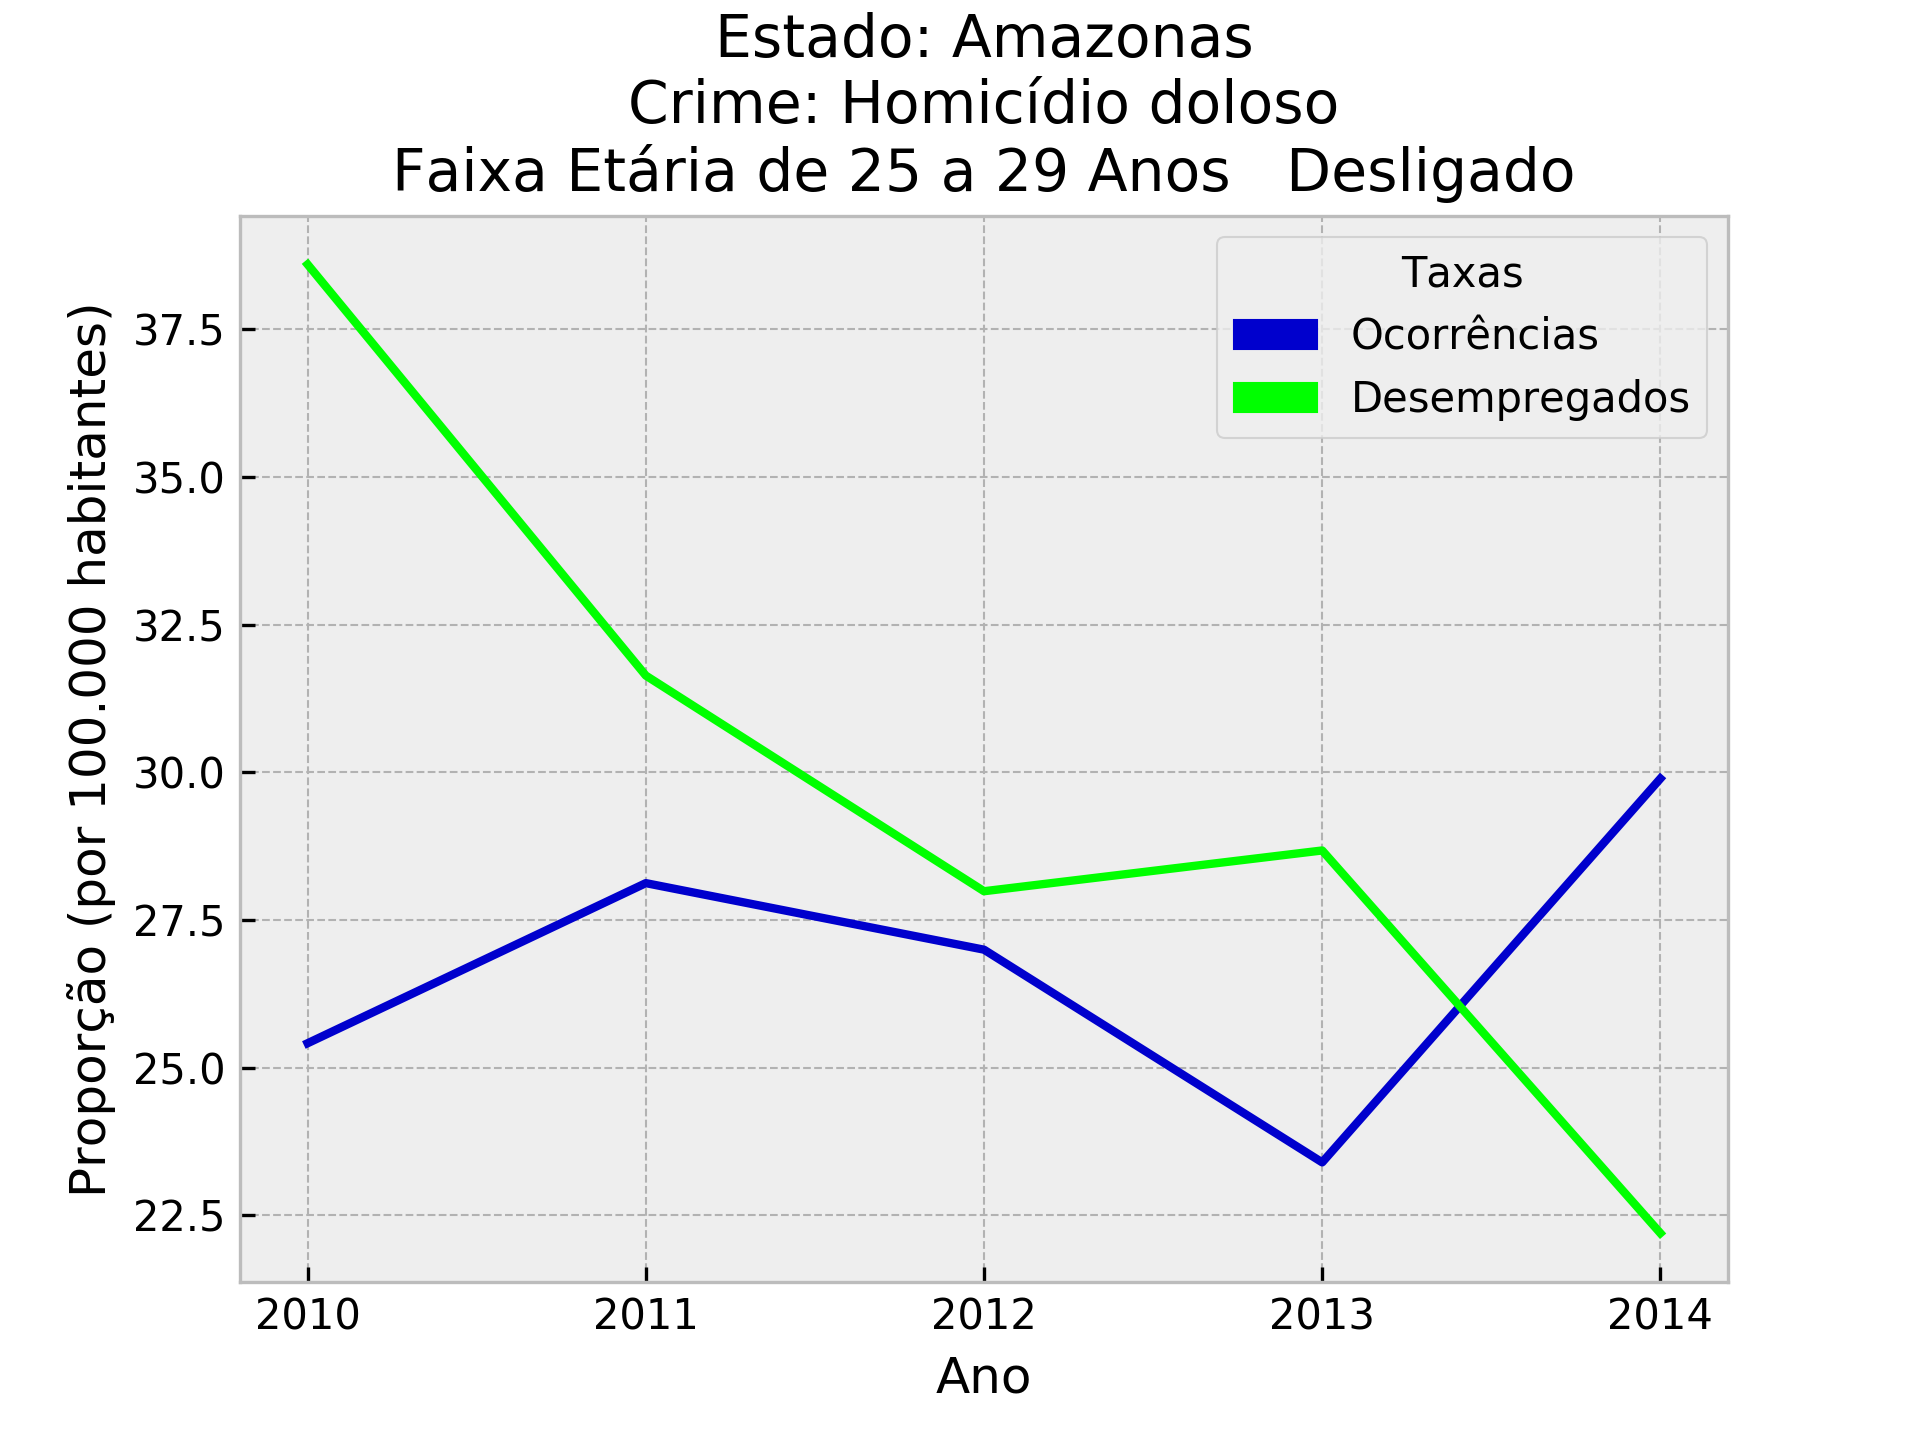 Estado: Amazonas
Crime: Homicídio doloso
Faixa Etária de 25 a 29 Anos   Desligado
Taxas
Ocorrências
Desempregados
Proporção (por 100.000 habitantes)
37.5
35.0
32.5
30.0
27.5
25.0
22.5
2010 2011 2012 2013 2014
Ano